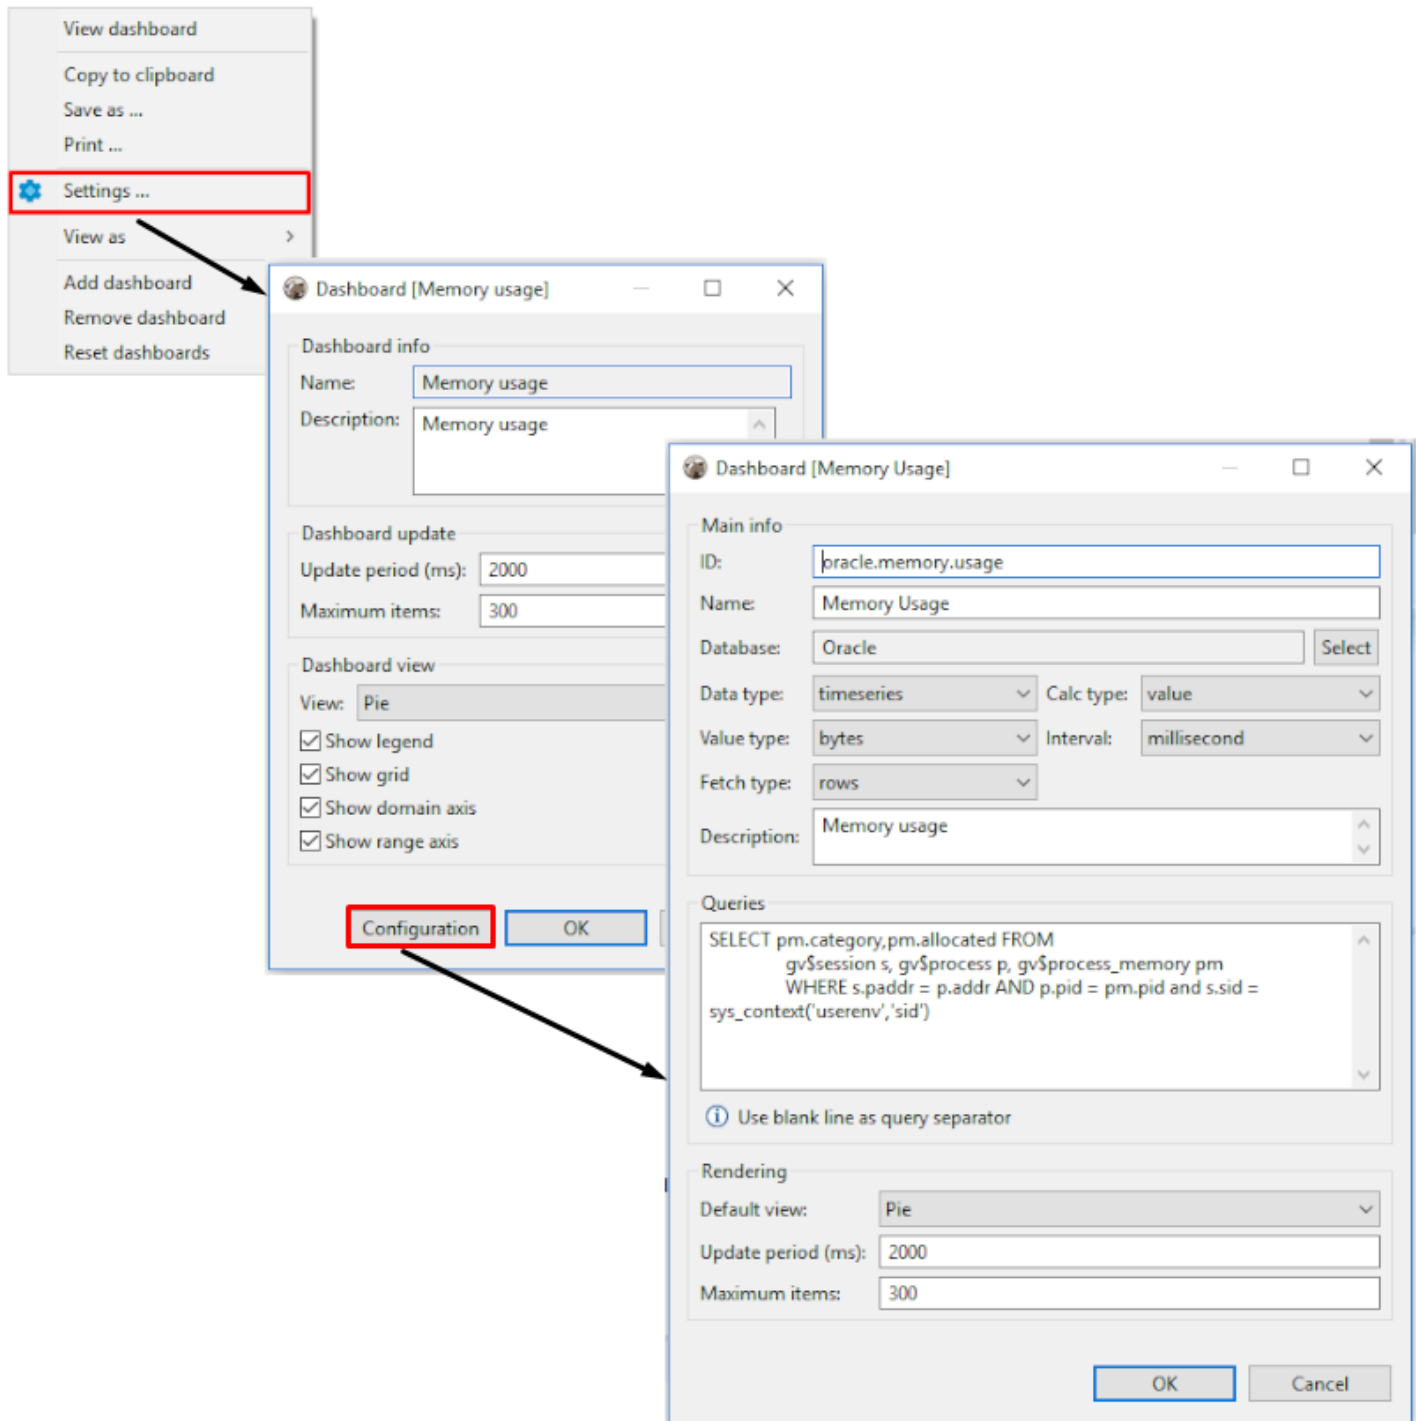 View dashboard
Copy to clipboard
Save as ...
Print ...
Settings ...
View as
Add dashboard
Remove dashboard
Reset dashboards
Dashboard [Memory usage]
Dashboard info
Name: Memory usage
Description: Memory usage
Dashboard update
Update period (ms): 2000
Maximum items: 300
Dashboard view
View: Pie
Show legend
Show grid
Show domain axis
Show range axis
Configuration OK
Dashboard [Memory Usage]
Main info
ID: oracle.memory.usage
Name: Memory Usage
Database: Oracle Select
Data type: timeseries Calc type: value
Value type: bytes Interval: millisecond
Fetch type: rows
Description: Memory usage
Queries
SELECT pm.category,pm.allocated FROM
gv$session s, gv$process p, gv$process_memory pm
WHERE s.paddr = p.addr AND p.pid = pm.pid and s.sid =
sys_context('userenv','sid')
Use blank line as query separator
Rendering
Default view: Pie
Update period (ms): 2000
Maximum items: 300
OK Cancel